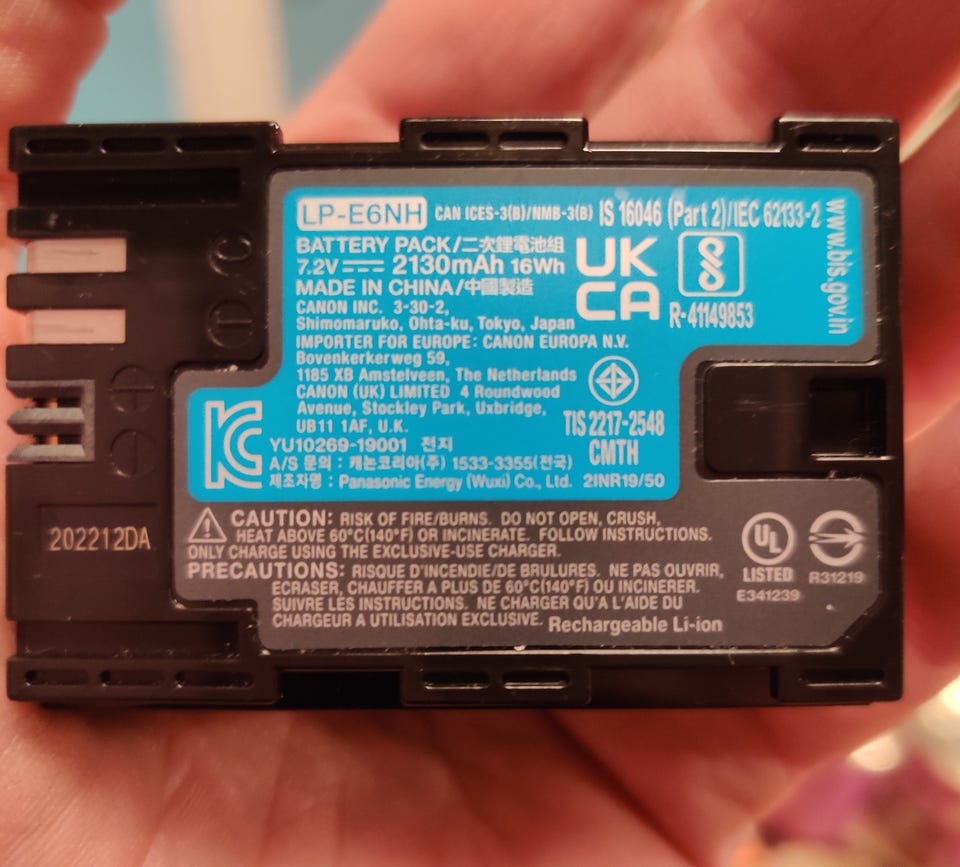 LP-E6NH CAN ICES-3(B)/NMB-3(B) IS 16046 (Part 2)/IEC 62133-2
BATTERY PACK/二次鋰電池組
7.2V 2130mAh 16Wh
MADE IN CHINA/中國製造
CANON INC. 3-30-2,
Shimomaruko, Ohta-ku, Tokyo, Japan
IMPORTER FOR EUROPE: CANON EUROPA N.V.
Bovenkerkerweg 59,
1185 XB Amstelveen, The Netherlands
CANON (UK) LIMITED 4 Roundwood
Avenue, Stockley Park, Uxbridge,
UB11 1AF, U.K.
YU10269-19001 전지
A/S 문의 : 캐논코리아(주) 1533-3355(전국)
제조자명 : Panasonic Energy (Wuxi) Co., Ltd. 2INR19/50
UK
CA
R-41149853
www.bis.gov.in
TIS 2217-2548
CMTH
KC
202212DA
CAUTION: RISK OF FIRE/BURNS. DO NOT OPEN, CRUSH,
HEAT ABOVE 60°C(140°F) OR INCINERATE. FOLLOW INSTRUCTIONS.
ONLY CHARGE USING THE EXCLUSIVE-USE CHARGER.
PRECAUTIONS: RISQUE D'INCENDIE/DE BRULURES. NE PAS OUVRIR,
ECRASER, CHAUFFER A PLUS DE 60°C(140°F) OU INCINERER.
SUIVRE LES INSTRUCTIONS. NE CHARGER QU'A L'AIDE DU
CHARGEUR A UTILISATION EXCLUSIVE. Rechargeable Li-ion
UL
LISTED
E341239
R31219